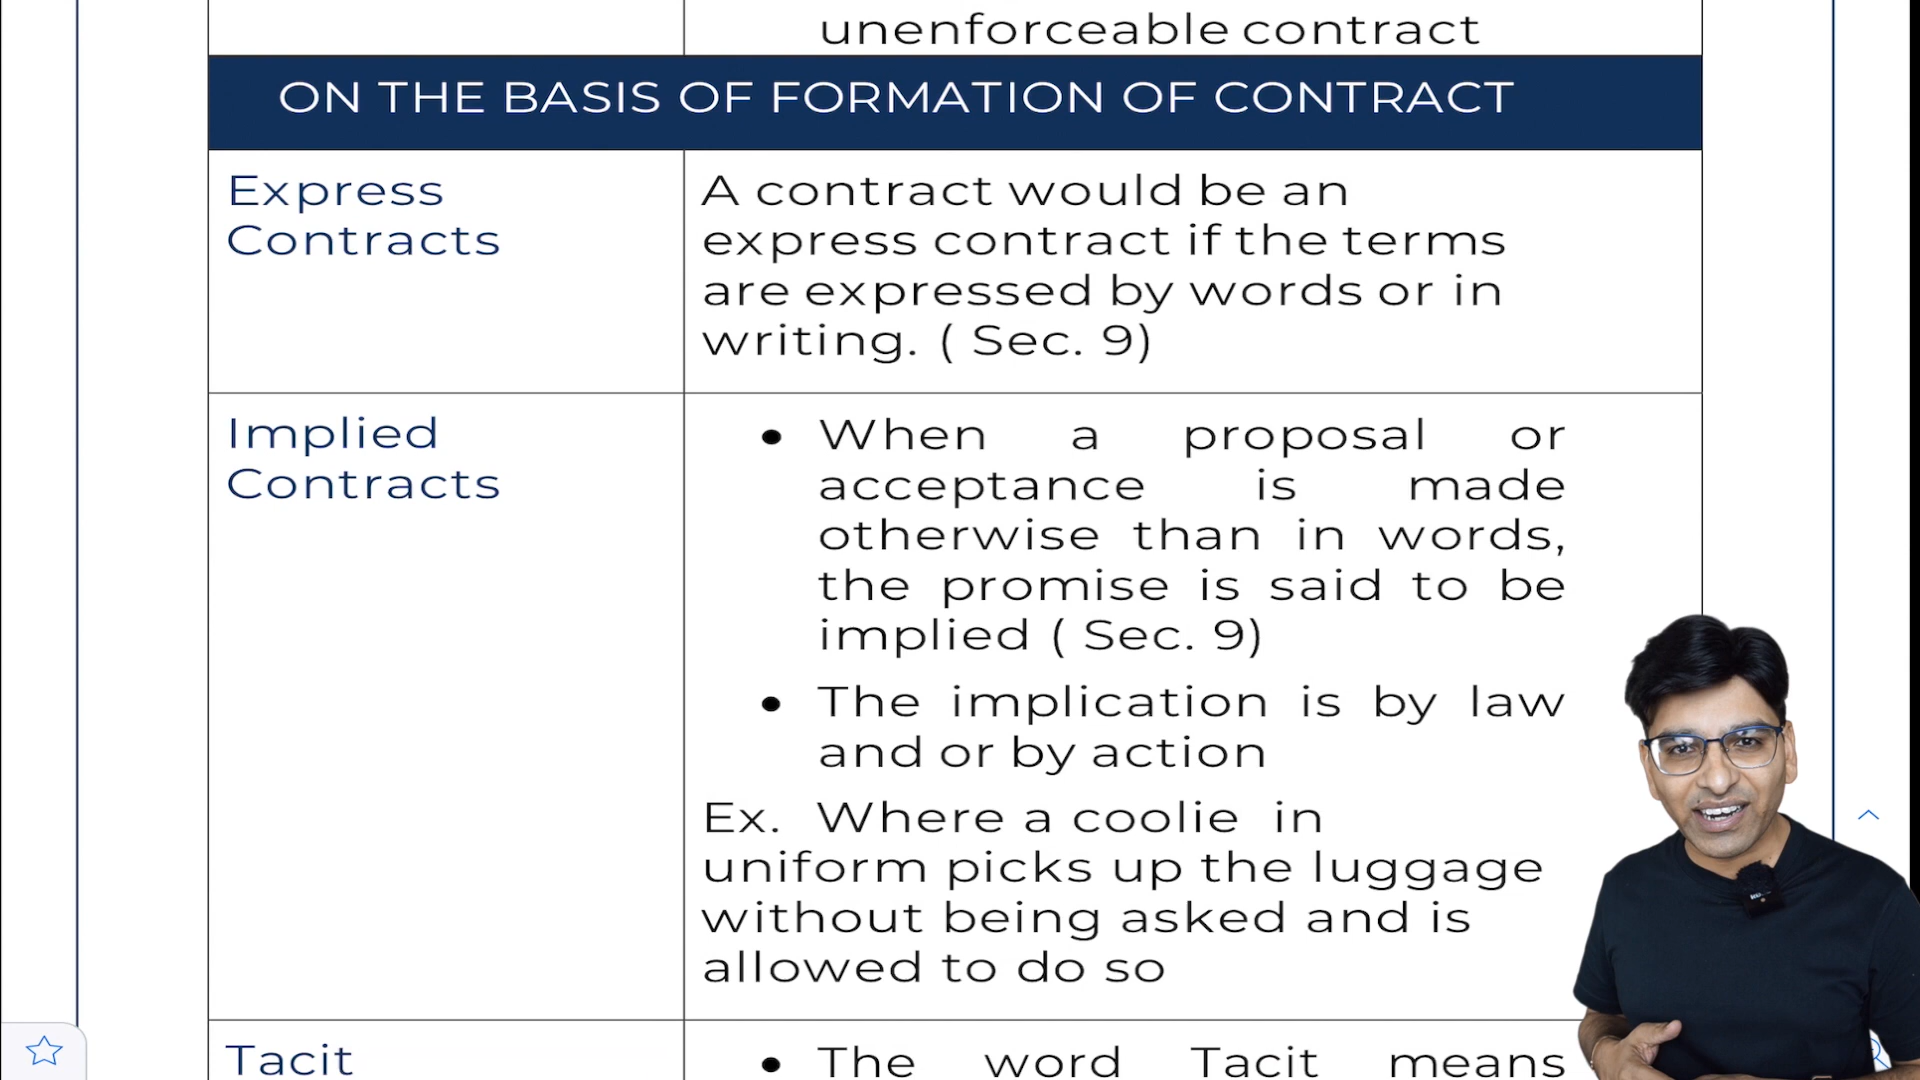 unenforceable contract
ON THE BASIS OF FORMATION OF CONTRACT
Express
Contracts
A contract would be an
express contract if the terms
are expressed by words or in
writing. ( Sec. 9)
Implied
Contracts
• When a proposal or
acceptance is made
otherwise than in words,
the promise is said to be
implied ( Sec. 9)
• The implication is by law
and or by action
Ex. Where a coolie in
uniform picks up the luggage
without being asked and is
allowed to do so
Tacit
• The word Tacit means